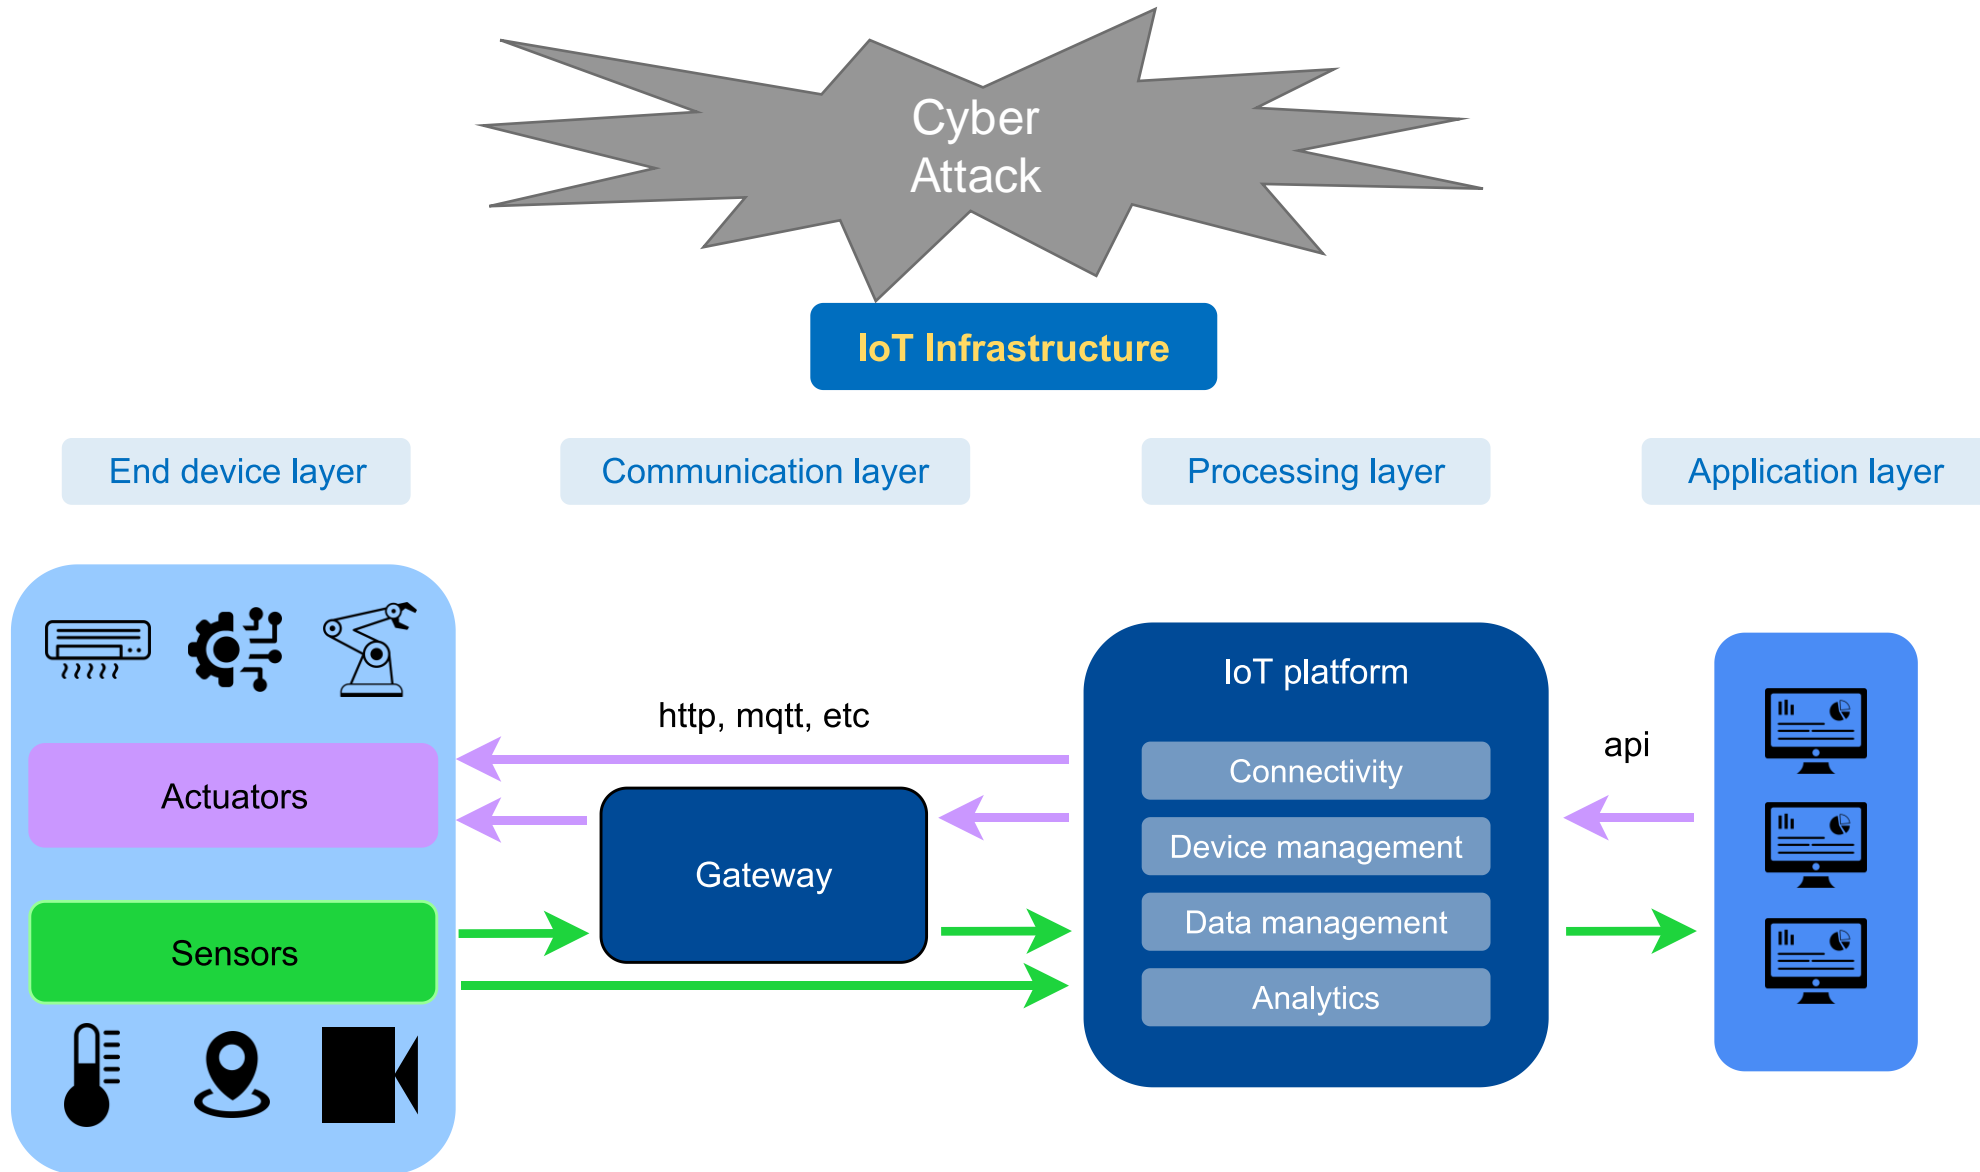 Cyber
Attack
IoT Infrastructure
End device layer
Communication layer
Processing layer
Application layer
IoT platform
http, mqtt, etc
api
Connectivity
Actuators
Device management
Gateway
Data management
Sensors
Analytics